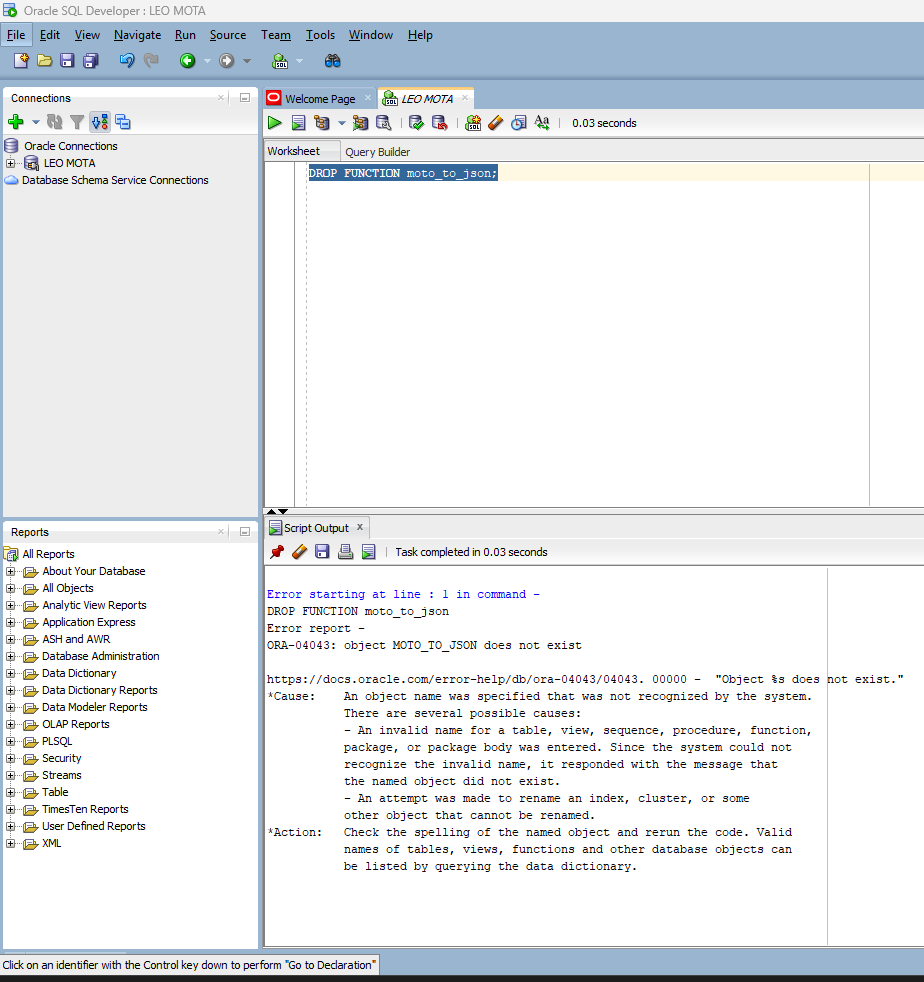 Oracle SQL Developer : LEO MOTA
File Edit View Navigate Run Source Team Tools Window Help
Connections
Oracle Connections
LEO MOTA
Database Schema Service Connections
Reports
All Reports
About Your Database
All Objects
Analytic View Reports
Application Express
ASH and AWR
Database Administration
Data Dictionary
Data Dictionary Reports
Data Modeler Reports
OLAP Reports
PLSQL
Security
Streams
Table
TimesTen Reports
User Defined Reports
XML
Welcome Page LEO MOTA
SQL Aa 0.03 seconds
Worksheet Query Builder
DROP FUNCTION moto_to_json;
Script Output
Task completed in 0.03 seconds
Error starting at line : 1 in command -
DROP FUNCTION moto_to_json
Error report -
ORA-04043: object MOTO_TO_JSON does not exist
https://docs.oracle.com/error-help/db/ora-04043/04043. 00000 -  "Object %s does not exist."
*Cause:    An object name was specified that was not recognized by the system.
There are several possible causes:
- An invalid name for a table, view, sequence, procedure, function,
package, or package body was entered. Since the system could not
recognize the invalid name, it responded with the message that
the named object did not exist.
- An attempt was made to rename an index, cluster, or some
other object that cannot be renamed.
*Action:   Check the spelling of the named object and rerun the code. Valid
names of tables, views, functions and other database objects can
be listed by querying the data dictionary.
Click on an identifier with the Control key down to perform "Go to Declaration"